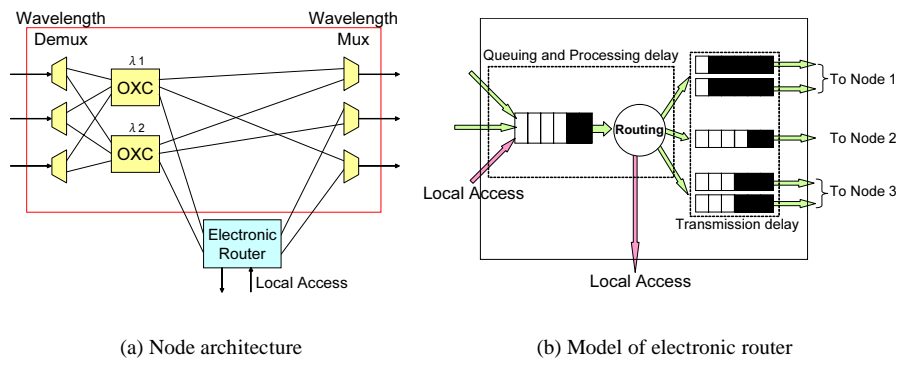 Wavelength
Demux
Wavelength
Mux
λ1
OXC
λ2
OXC
Electronic
Router
Local Access
(a) Node architecture
Queuing and Processing delay
Routing
Local Access
Local Access
To Node 1
To Node 2
To Node 3
Transmission delay
(b) Model of electronic router